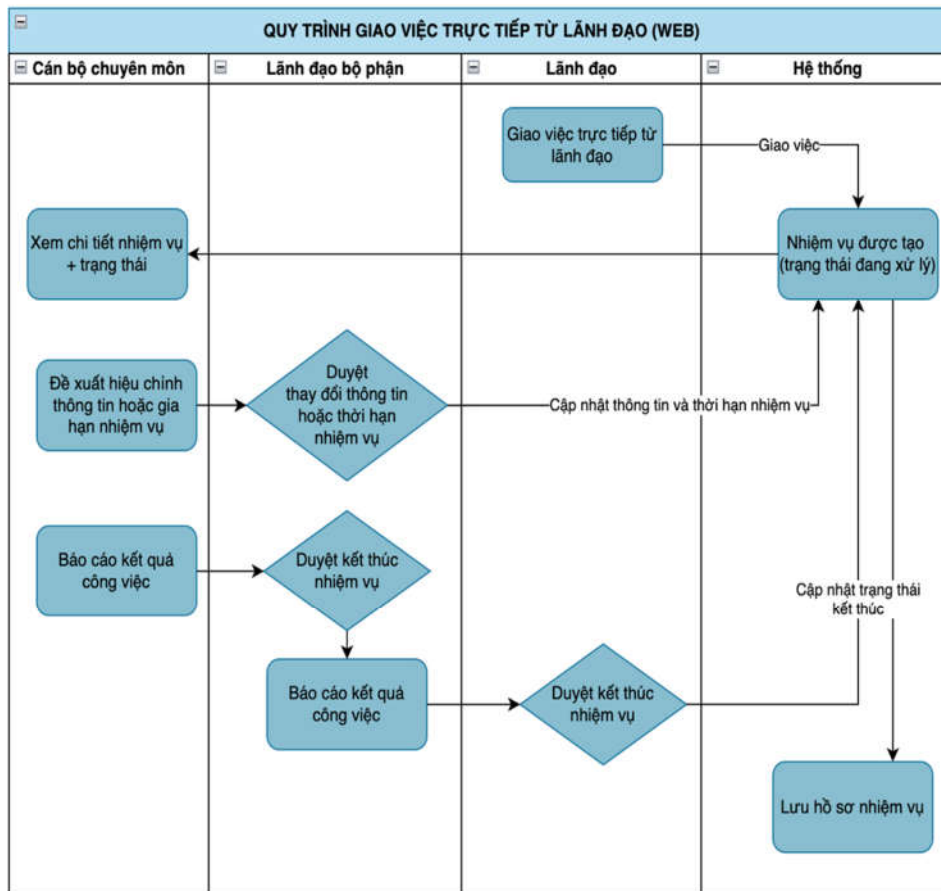 QUY TRÌNH GIAO VIỆC TRỰC TIẾP TỪ LÃNH ĐẠO (WEB)
Cán bộ chuyên môn
Lãnh đạo bộ phận
Lãnh đạo
Hệ thống
Giao việc trực tiếp từ
lãnh đạo
Giao việc
Xem chi tiết nhiệm vụ
+ trạng thái
Nhiệm vụ được tạo
(trạng thái đang xử lý)
Đề xuất hiệu chỉnh
thông tin hoặc gia
hạn nhiệm vụ
Duyệt
thay đổi thông tin
hoặc thời hạn
nhiệm vụ
Cập nhật thông tin và thời hạn nhiệm vụ
Báo cáo kết quả
công việc
Duyệt kết thúc
nhiệm vụ
Cập nhật trạng thái
kết thúc
Báo cáo kết quả
công việc
Duyệt kết thúc
nhiệm vụ
Lưu hồ sơ nhiệm vụ